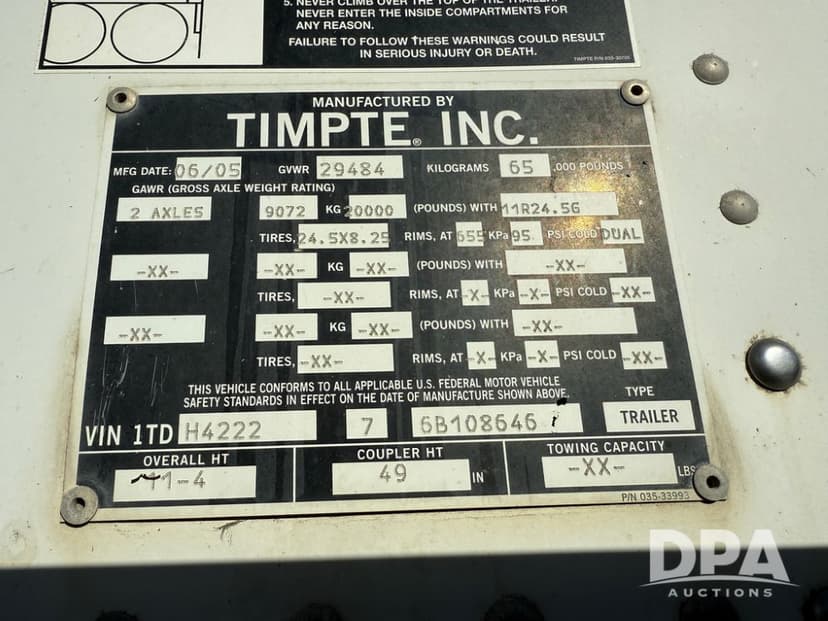 5. NEVER CLIMB OVER THE TOP OF THE TRAILER.
NEVER ENTER THE INSIDE COMPARTMENTS FOR
ANY REASON.
FAILURE TO FOLLOW THESE WARNINGS COULD RESULT
IN SERIOUS INJURY OR DEATH.
TIMPTE P/N
MANUFACTURED BY
TIMPTE® INC.
MFG DATE: 06/05 GVWR 29484 KILOGRAMS 65 ,000 POUNDS
GAWR (GROSS AXLE WEIGHT RATING)
2 AXLES 9072 KG 20000 (POUNDS) WITH 11R24.5G
TIRES, 24.5X8.25 RIMS, AT 655 KPa 95 PSI COLD DUAL
-XX- -XX- KG -XX- (POUNDS) WITH -XX-
TIRES, -XX- RIMS, AT -X- KPa -X- PSI COLD -XX-
-XX- -XX- KG -XX- (POUNDS) WITH -XX-
TIRES, -XX- RIMS, AT -X- KPa -X- PSI COLD -XX-
THIS VEHICLE CONFORMS TO ALL APPLICABLE U.S. FEDERAL MOTOR VEHICLE
SAFETY STANDARDS IN EFFECT ON THE DATE OF MANUFACTURE SHOWN ABOVE
TYPE
VIN 1TD H4222 7 6B108646 TRAILER
OVERALL HT COUPLER HT TOWING CAPACITY
11-4 49 IN -XX- LBS
P/N 035-33993
DPA
AUCTIONS